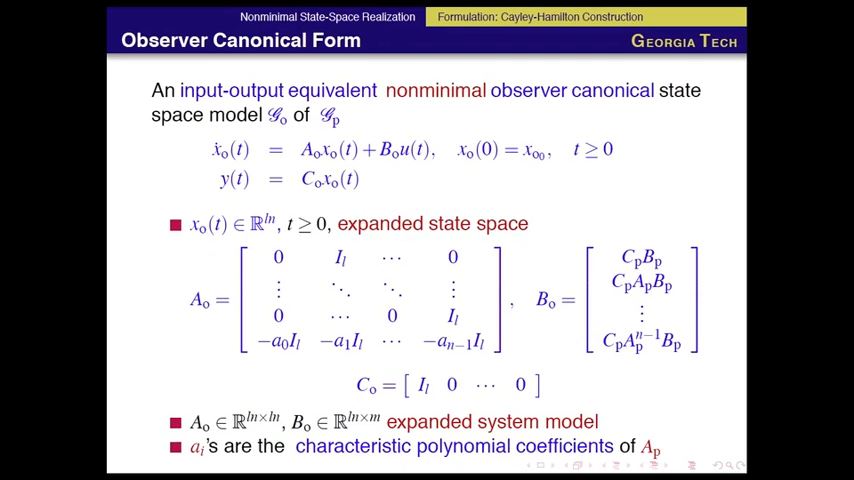 Nonminimal State-Space Realization Formulation: Cayley-Hamilton Construction
Observer Canonical Form GEORGIA TECH
An input-output equivalent nonminimal observer canonical state
space model 𝒢ₒ of 𝒢ₚ
ẋₒ(t) = Aₒxₒ(t) + Bₒu(t), xₒ(0) = xₒ₀, t ≥ 0
y(t) = Cₒxₒ(t)
xₒ(t) ∈ ℝˡⁿ, t ≥ 0, expanded state space
Aₒ = [ 0 Iₗ ⋯ 0
⋮ ⋱ ⋱ ⋮
0 ⋯ 0 Iₗ
−a₀Iₗ −a₁Iₗ ⋯ −aₙ₋₁Iₗ ], Bₒ = [ CₚBₚ
CₚAₚBₚ
⋮
CₚAₚⁿ⁻¹Bₚ ]
Cₒ = [ Iₗ 0 ⋯ 0 ]
Aₒ ∈ ℝˡⁿˣˡⁿ, Bₒ ∈ ℝˡⁿˣᵐ expanded system model
aᵢ's are the characteristic polynomial coefficients of Aₚ